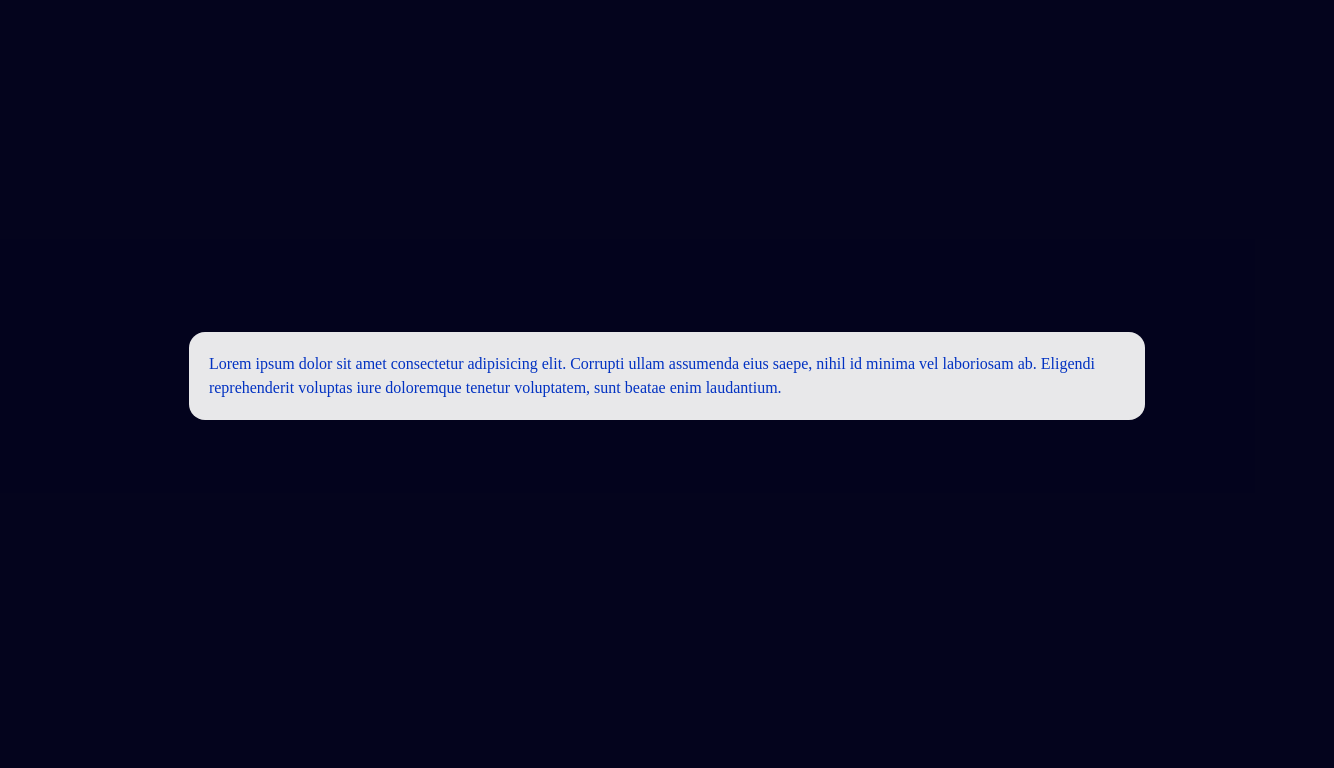 Lorem ipsum dolor sit amet consectetur adipisicing elit. Corrupti ullam assumenda eius saepe, nihil id minima vel laboriosam ab. Eligendi
reprehenderit voluptas iure doloremque tenetur voluptatem, sunt beatae enim laudantium.